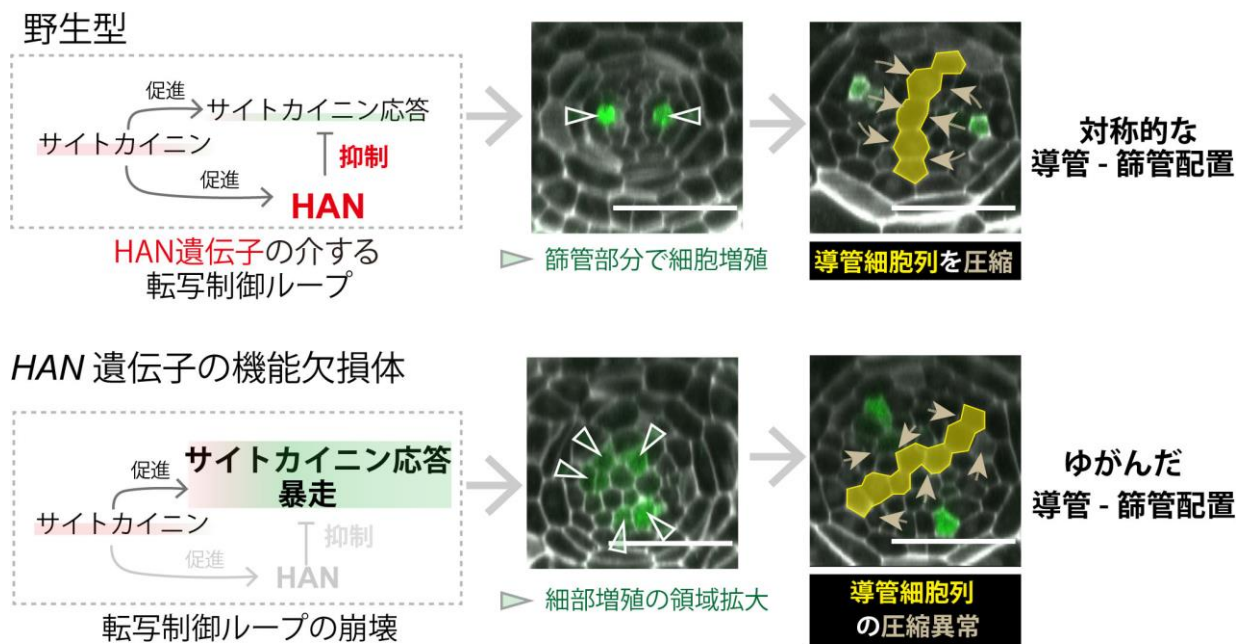 野生型
促進
サイトカイニン応答
サイトカイニン
抑制
促進
HAN
HAN遺伝子の介する
転写制御ループ
篩管部分で細胞増殖
導管細胞列を圧縮
対称的な
導管 - 篩管配置
HAN 遺伝子の機能欠損体
サイトカイニン応答
暴走
促進
サイトカイニン
抑制
促進
HAN
転写制御ループの崩壊
細部増殖の領域拡大
導管細胞列
の圧縮異常
ゆがんだ
導管 - 篩管配置